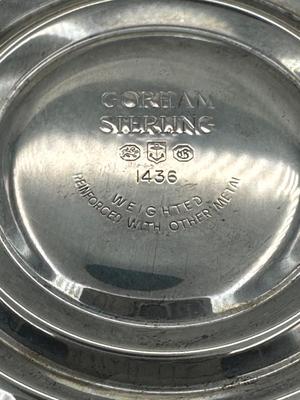 GORHAM
STERLING
1436
WEIGHTED
REINFORCED WITH OTHER METAL